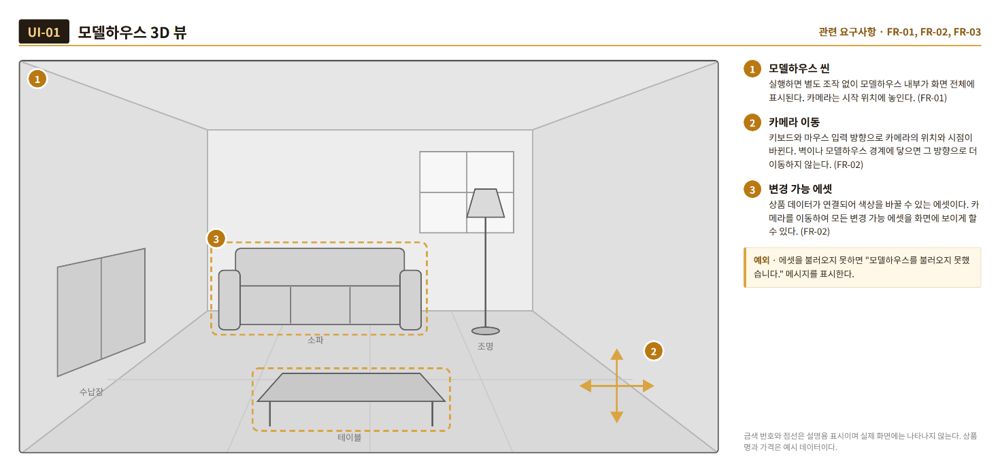 UI-01 모델하우스 3D 뷰
관련 요구사항 · FR-01, FR-02, FR-03
1
3
소파
조명
2
수납장
테이블
1 모델하우스 씬
실행하면 별도 조작 없이 모델하우스 내부가 화면 전체에
표시된다. 카메라는 시작 위치에 놓인다. (FR-01)
2 카메라 이동
키보드와 마우스 입력 방향으로 카메라의 위치와 시점이
바뀐다. 벽이나 모델하우스 경계에 닿으면 그 방향으로 더
이동하지 않는다. (FR-02)
3 변경 가능 에셋
상품 데이터가 연결되어 색상을 바꿀 수 있는 에셋이다. 카
메라를 이동하여 모든 변경 가능 에셋을 화면에 보이게 할
수 있다. (FR-02)
예외 · 에셋을 불러오지 못하면 "모델하우스를 불러오지 못했
습니다." 메시지를 표시한다.
금색 번호와 점선은 설명용 표시이며 실제 화면에는 나타나지 않는다. 상품
명과 가격은 예시 데이터이다.